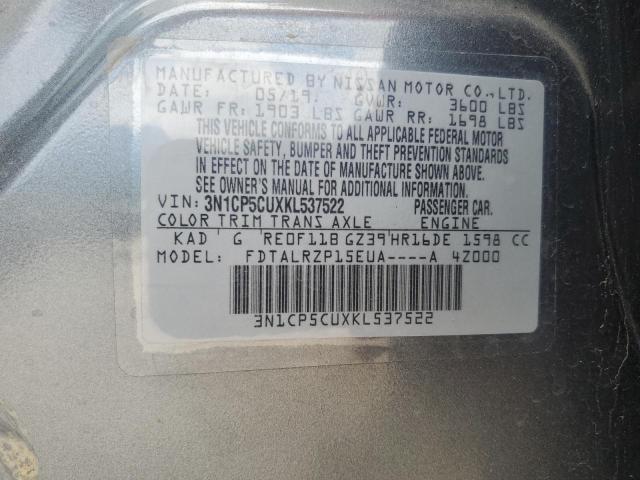 MANUFACTURED BY NISSAN MOTOR CO.,LTD.
DATE: 05/19. GVWR: 3600 LBS
GAWR FR: 1903 LBS GAWR RR: 1698 LBS
THIS VEHICLE CONFORMS TO ALL APPLICABLE FEDERAL MOTOR
VEHICLE SAFETY, BUMPER AND THEFT PREVENTION STANDARDS
IN EFFECT ON THE DATE OF MANUFACTURE SHOWN ABOVE.
SEE OWNER'S MANUAL FOR ADDITIONAL INFORMATION
VIN: 3N1CP5CUXKL537522 PASSENGER CAR.
COLOR TRIM TRANS AXLE ENGINE
KAD G RE0F11B GZ39 HR16DE 1598 CC
MODEL: FDTALRZP15EUA----A 4Z000
3N1CP5CUXKL537522